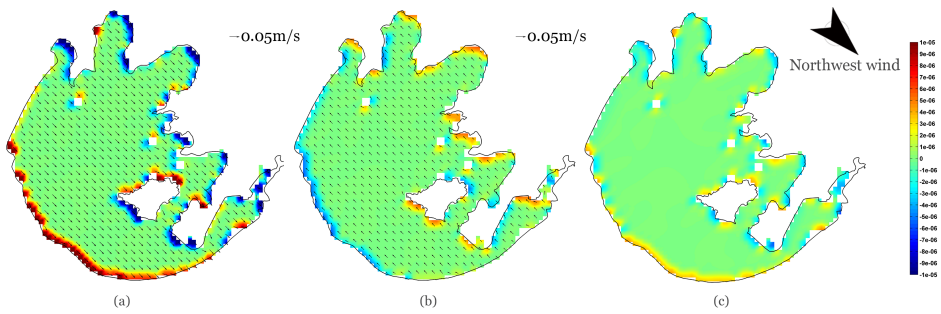 →0.05m/s
→0.05m/s
Northwest wind
1e-05
9e-06
8e-06
7e-06
6e-06
5e-06
4e-06
3e-06
2e-06
1e-06
0
-1e-06
-2e-06
-3e-06
-4e-06
-5e-06
-6e-06
-7e-06
-8e-06
-9e-06
-1e-05
(a)
(b)
(c)